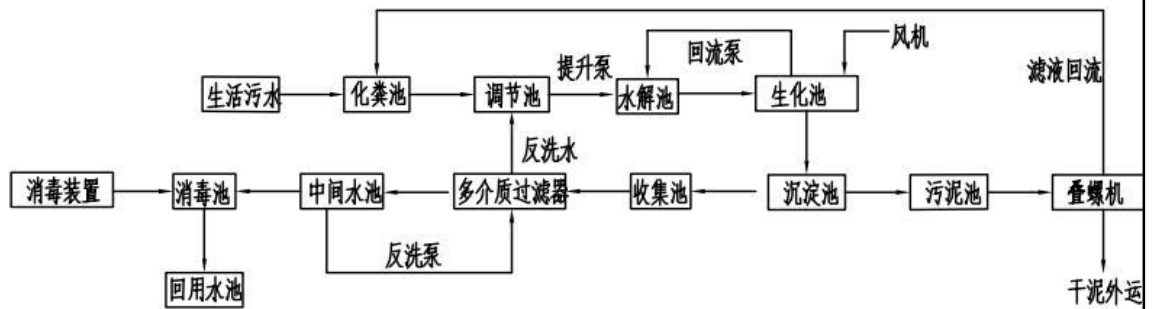 风机
回流泵
提升泵
滤液回流
生活污水
化粪池
调节池
水解池
生化池
反洗水
消毒装置
消毒池
中间水池
多介质过滤器
收集池
沉淀池
污泥池
叠螺机
反洗泵
回用水池
干泥外运